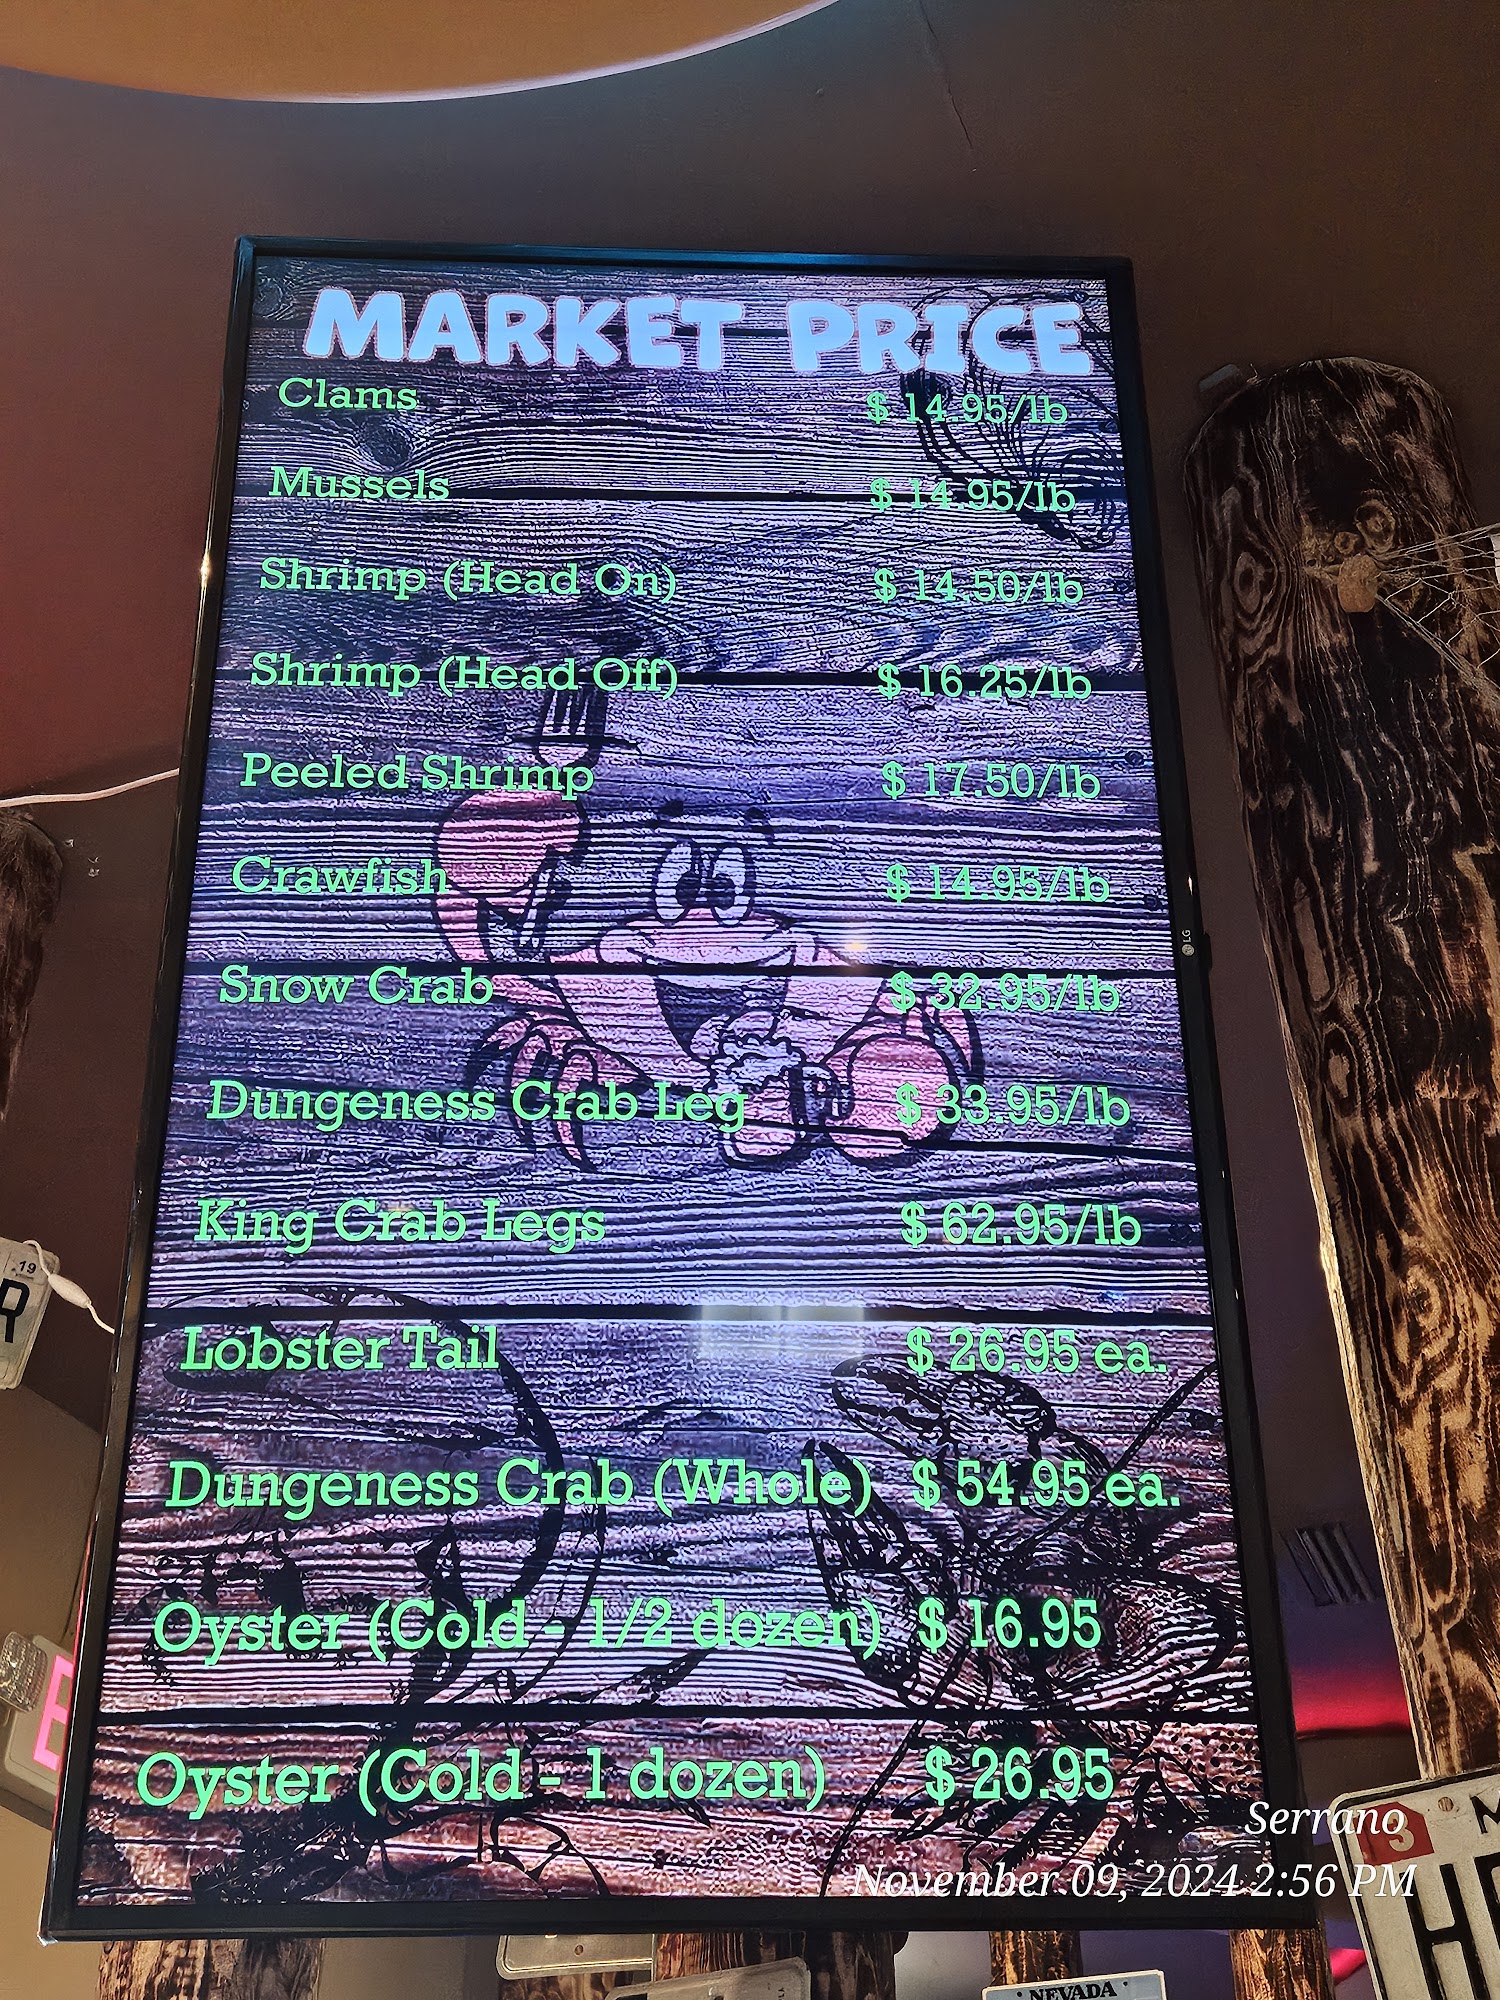 MARKET PRICE
Clams $ 14.95/lb
Mussels $ 14.95/lb
Shrimp (Head On) $ 14.50/lb
Shrimp (Head Off) $ 16.25/lb
Peeled Shrimp $ 17.50/lb
Crawfish $ 14.95/lb
Snow Crab $ 32.95/lb
Dungeness Crab Leg $ 33.95/lb
King Crab Legs $ 62.95/lb
Lobster Tail $ 26.95 ea.
Dungeness Crab (Whole) $ 54.95 ea.
Oyster (Cold - 1/2 dozen) $ 16.95
Oyster (Cold - 1 dozen) $ 26.95
LG
19
R
E
3
NEVADA
Serrano
November 09, 2024 2:56 PM